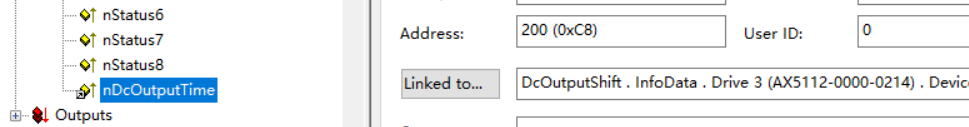 nStatus6
nStatus7
nStatus8
nDcOutputTime
Outputs
Address:
200 (0xC8)
User ID:
0
Linked to...
DcOutputShift . InfoData . Drive 3 (AX5112-0000-0214) . Device